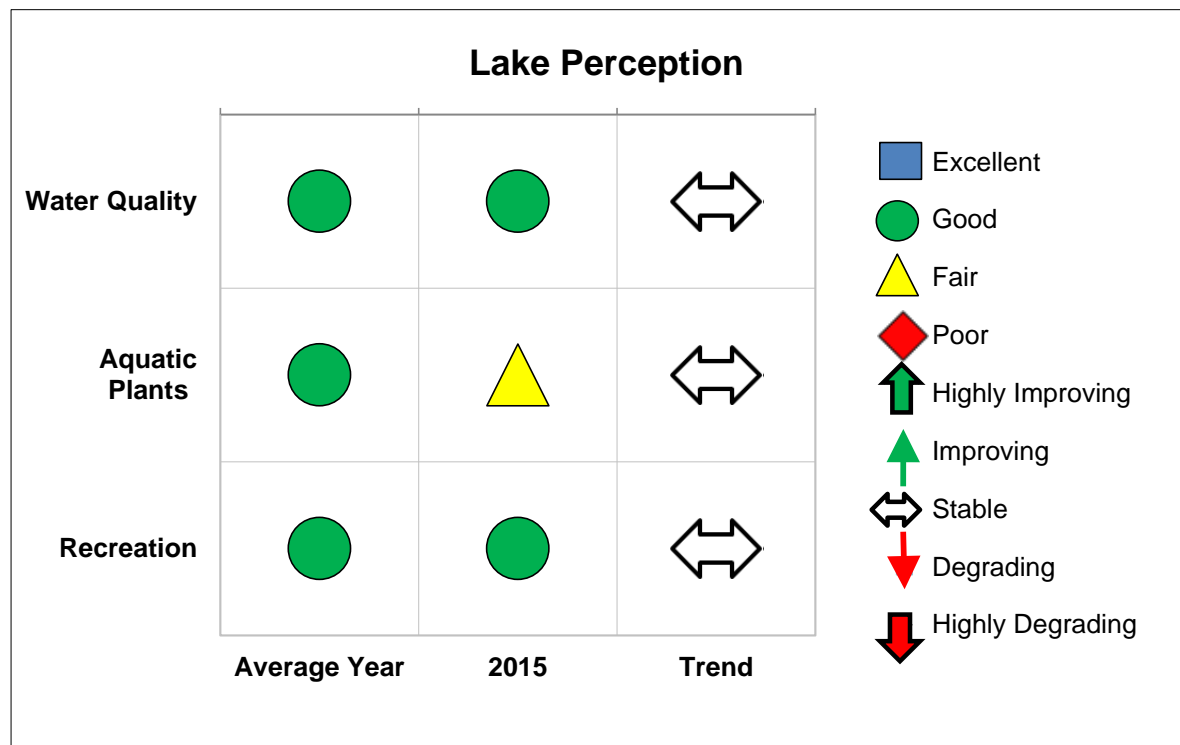 Lake Perception
Water Quality
Aquatic
Plants
Recreation
Average Year
2015
Trend
Excellent
Good
Fair
Poor
Highly Improving
Improving
Stable
Degrading
Highly Degrading